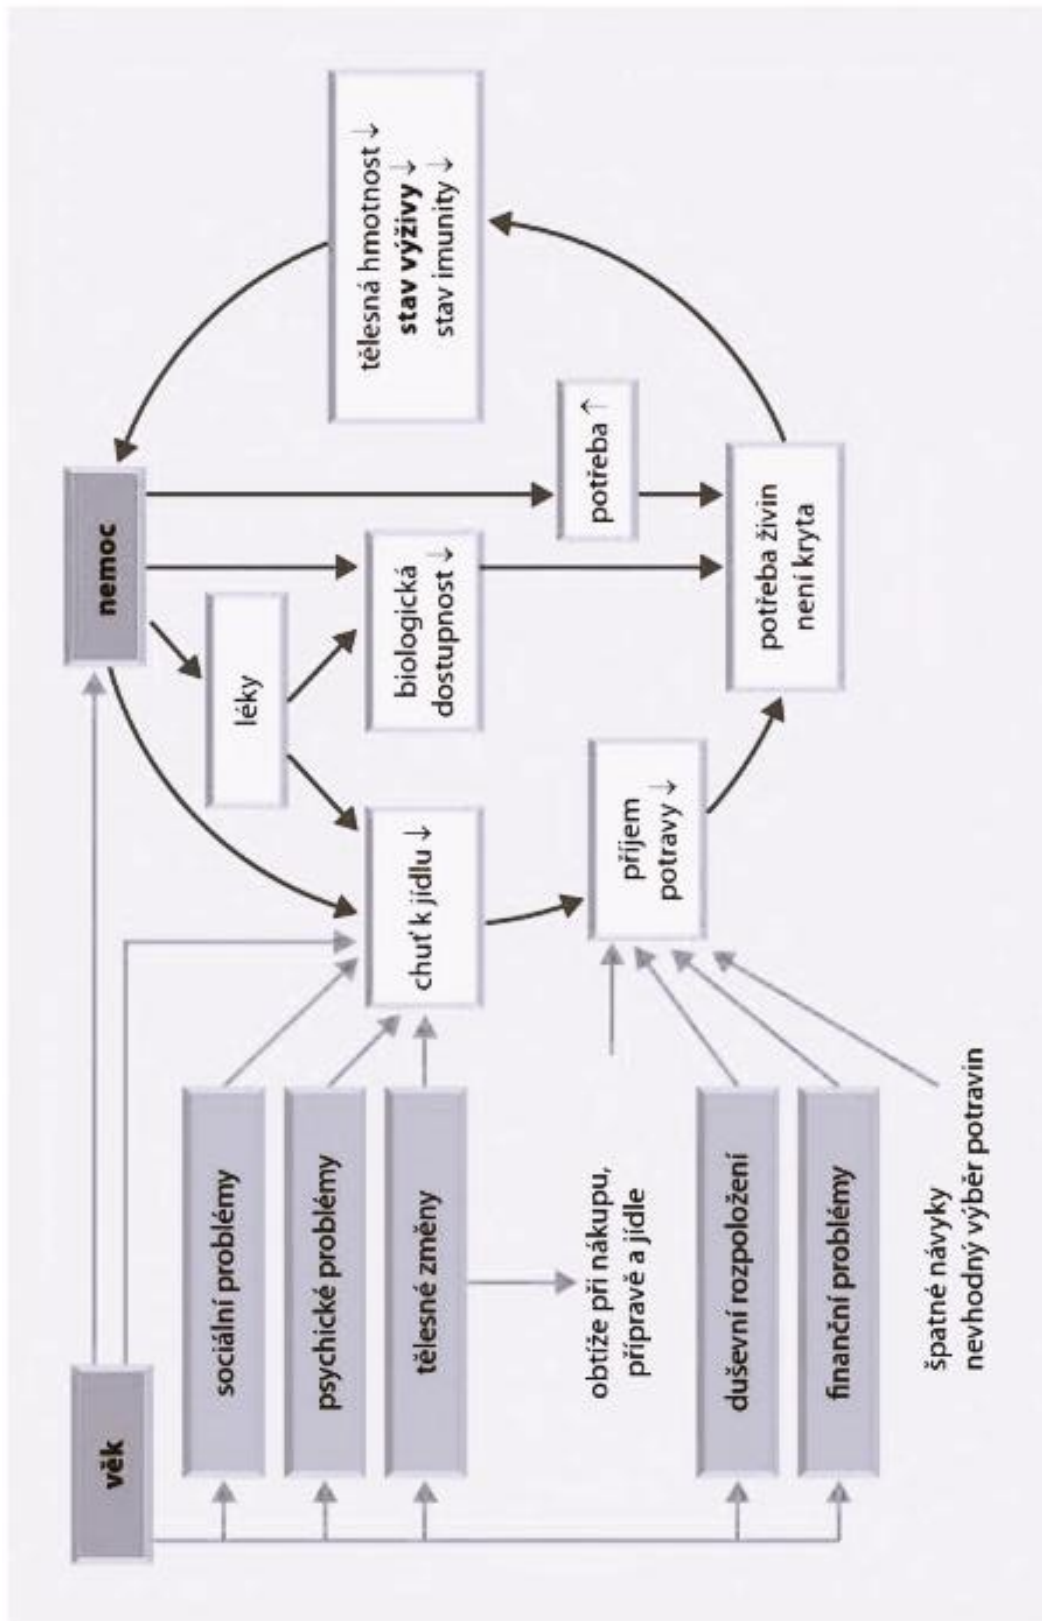 věk
nemoc
sociální problémy
psychické problémy
tělesné změny
léky
chuť k jídlu ↓
biologická
dostupnost ↓
tělesná hmotnost ↓
stav výživy ↓
stav imunity ↓
potřeba ↑
obtíže při nákupu,
přípravě a jídle
příjem
potravy ↓
duševní rozpoložení
finanční problémy
potřeba živin
není kryta
špatné návyky
nevhodný výběr potravin